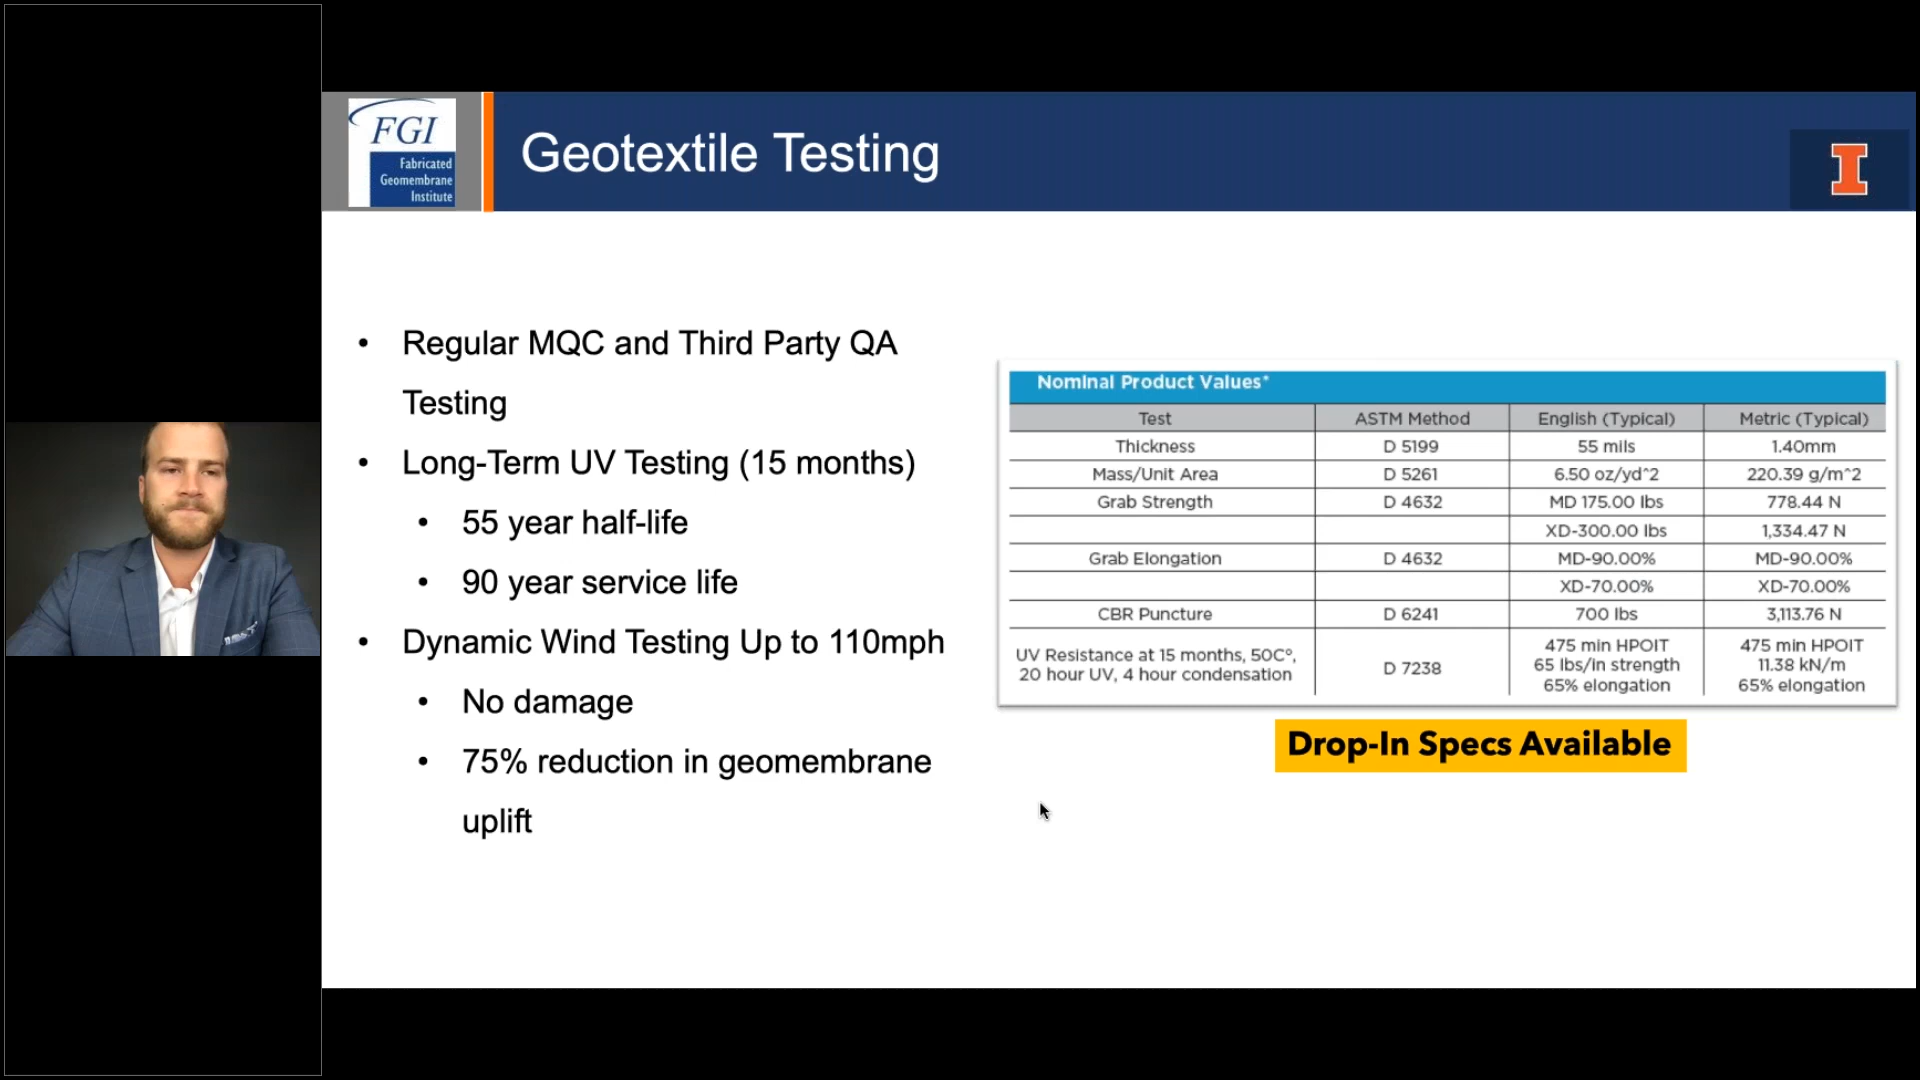 FGI
Fabricated
Geomembrane
Institute
Geotextile Testing
I
• Regular MQC and Third Party QA
Testing
• Long-Term UV Testing (15 months)
• 55 year half-life
• 90 year service life
• Dynamic Wind Testing Up to 110mph
• No damage
• 75% reduction in geomembrane
uplift
Nominal Product Values*
Test ASTM Method English (Typical) Metric (Typical)
Thickness D 5199 55 mils 1.40mm
Mass/Unit Area D 5261 6.50 oz/yd^2 220.39 g/m^2
Grab Strength D 4632 MD 175.00 lbs 778.44 N
XD-300.00 lbs 1,334.47 N
Grab Elongation D 4632 MD-90.00% MD-90.00%
XD-70.00% XD-70.00%
CBR Puncture D 6241 700 lbs 3,113.76 N
UV Resistance at 15 months, 50C°,
20 hour UV, 4 hour condensation
D 7238
475 min HPOIT
65 lbs/in strength
65% elongation
475 min HPOIT
11.38 kN/m
65% elongation
Drop-In Specs Available